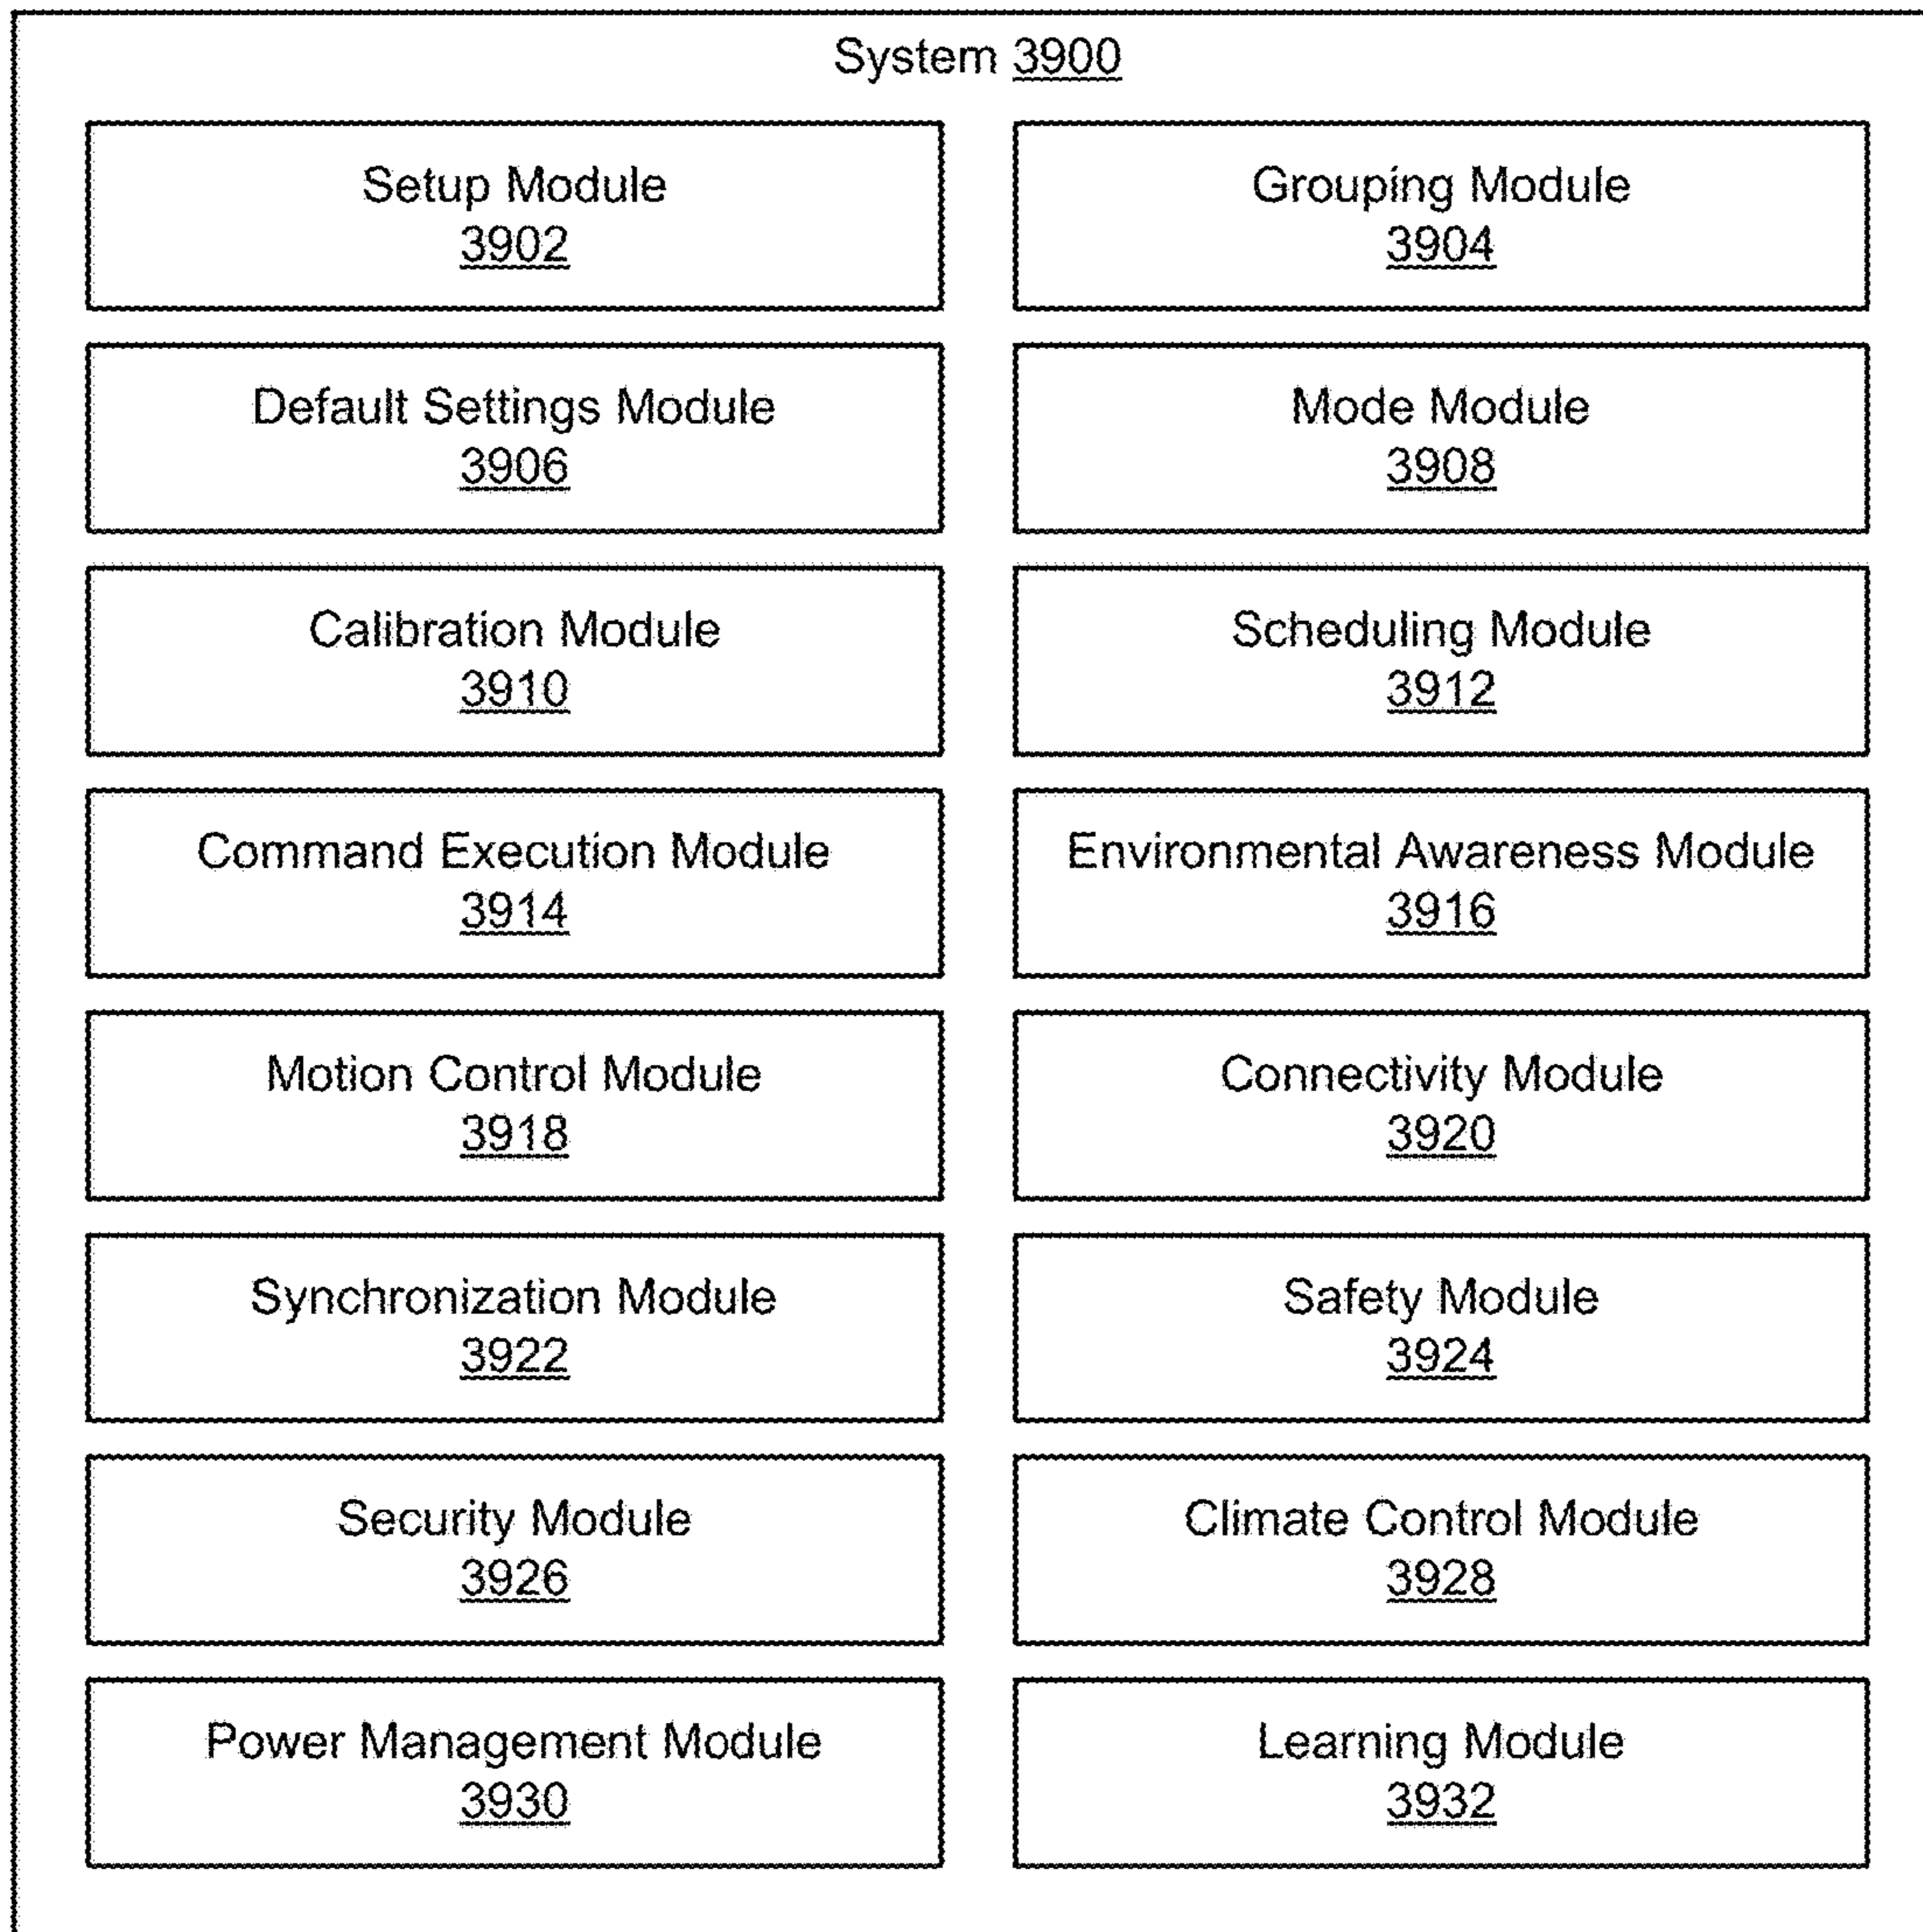 System 3900
Setup Module
3902
Grouping Module
3904
Default Settings Module
3906
Mode Module
3908
Calibration Module
3910
Scheduling Module
3912
Command Execution Module
3914
Environmental Awareness Module
3916
Motion Control Module
3918
Connectivity Module
3920
Synchronization Module
3922
Safety Module
3924
Security Module
3926
Climate Control Module
3928
Power Management Module
3930
Learning Module
3932